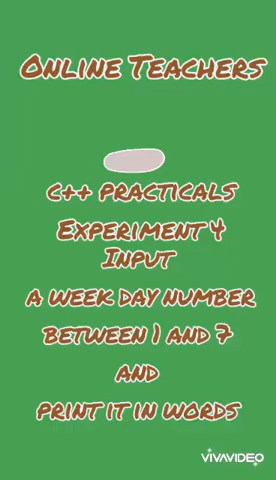 Online Teachers
C++ PRACTICALS
Experiment 4
Input
a week day number
between 1 and 7
and
print it in words
VIVAVIDEO